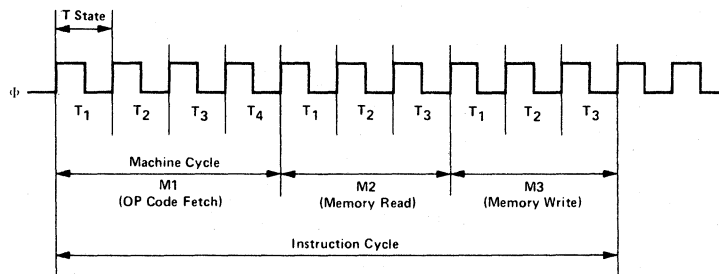 T State
Φ
T1 T2 T3 T4 T1 T2 T3 T1 T2 T3
Machine Cycle
M1 M2 M3
(OP Code Fetch) (Memory Read) (Memory Write)
Instruction Cycle